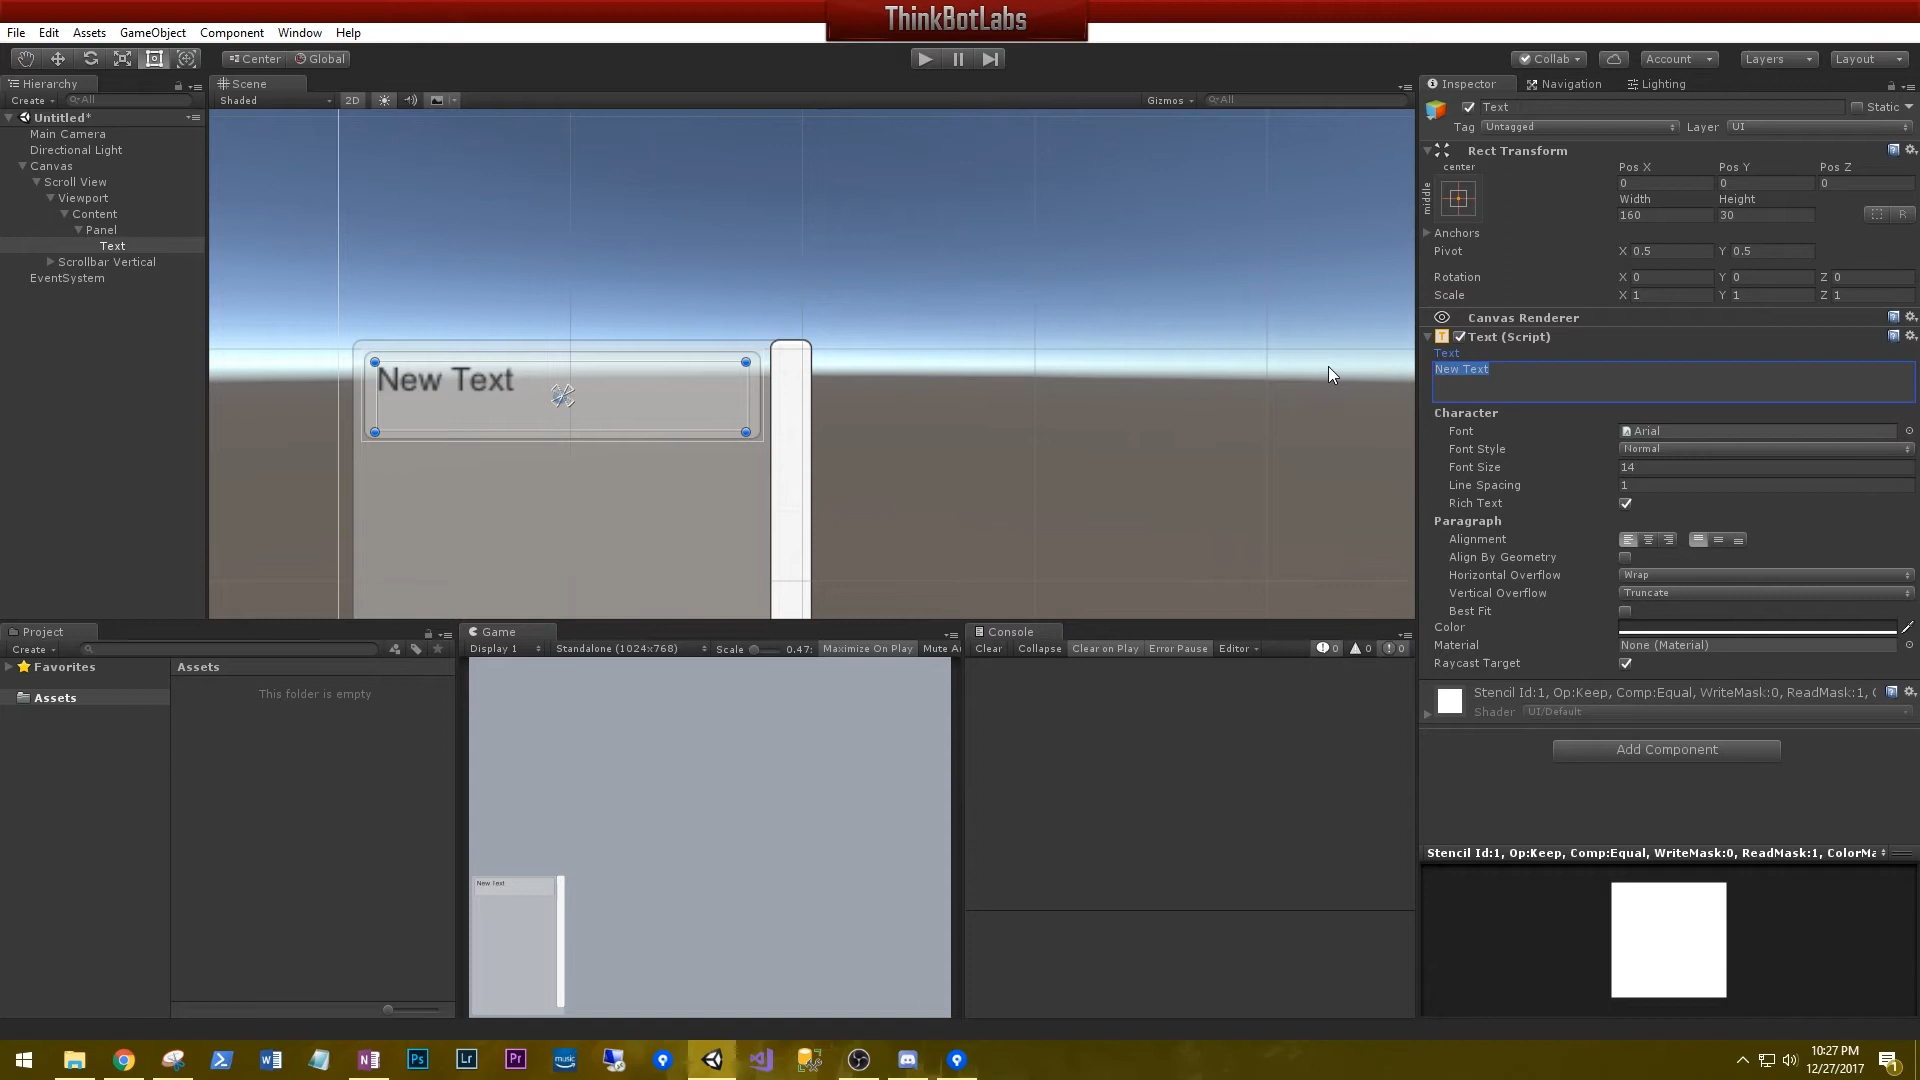 ThinkBotLabs
File Edit Assets GameObject Component Window Help
Center Global
Collab Account Layers Layout
Hierarchy
Create All
Untitled*
Main Camera
Directional Light
Canvas
Scroll View
Viewport
Content
Panel
Text
Scrollbar Vertical
EventSystem
Scene
Shaded 2D Gizmos All
New Text
Inspector Navigation Lighting
Text Static
Tag Untagged Layer UI
Rect Transform
center Pos X Pos Y Pos Z
middle 0 0 0
Width Height
160 30 R
Anchors
Pivot X 0.5 Y 0.5
Rotation X 0 Y 0 Z 0
Scale X 1 Y 1 Z 1
Canvas Renderer
Text (Script)
Text
New Text
Character
Font Arial
Font Style Normal
Font Size 14
Line Spacing 1
Rich Text
Paragraph
Alignment
Align By Geometry
Horizontal Overflow Wrap
Vertical Overflow Truncate
Best Fit
Color
Material None (Material)
Raycast Target
Stencil Id:1, Op:Keep, Comp:Equal, WriteMask:0, ReadMask:1, C
Shader UI/Default
Add Component
Stencil Id:1, Op:Keep, Comp:Equal, WriteMask:0, ReadMask:1, ColorMa
Project
Create
Favorites
Assets
Assets
This folder is empty
Game
Display 1 Standalone (1024x768) Scale 0.47: Maximize On Play Mute A
New Text
Console
Clear Collapse Clear on Play Error Pause Editor 0 0 0
Ps Lr Pr music
10:27 PM
12/27/2017
1